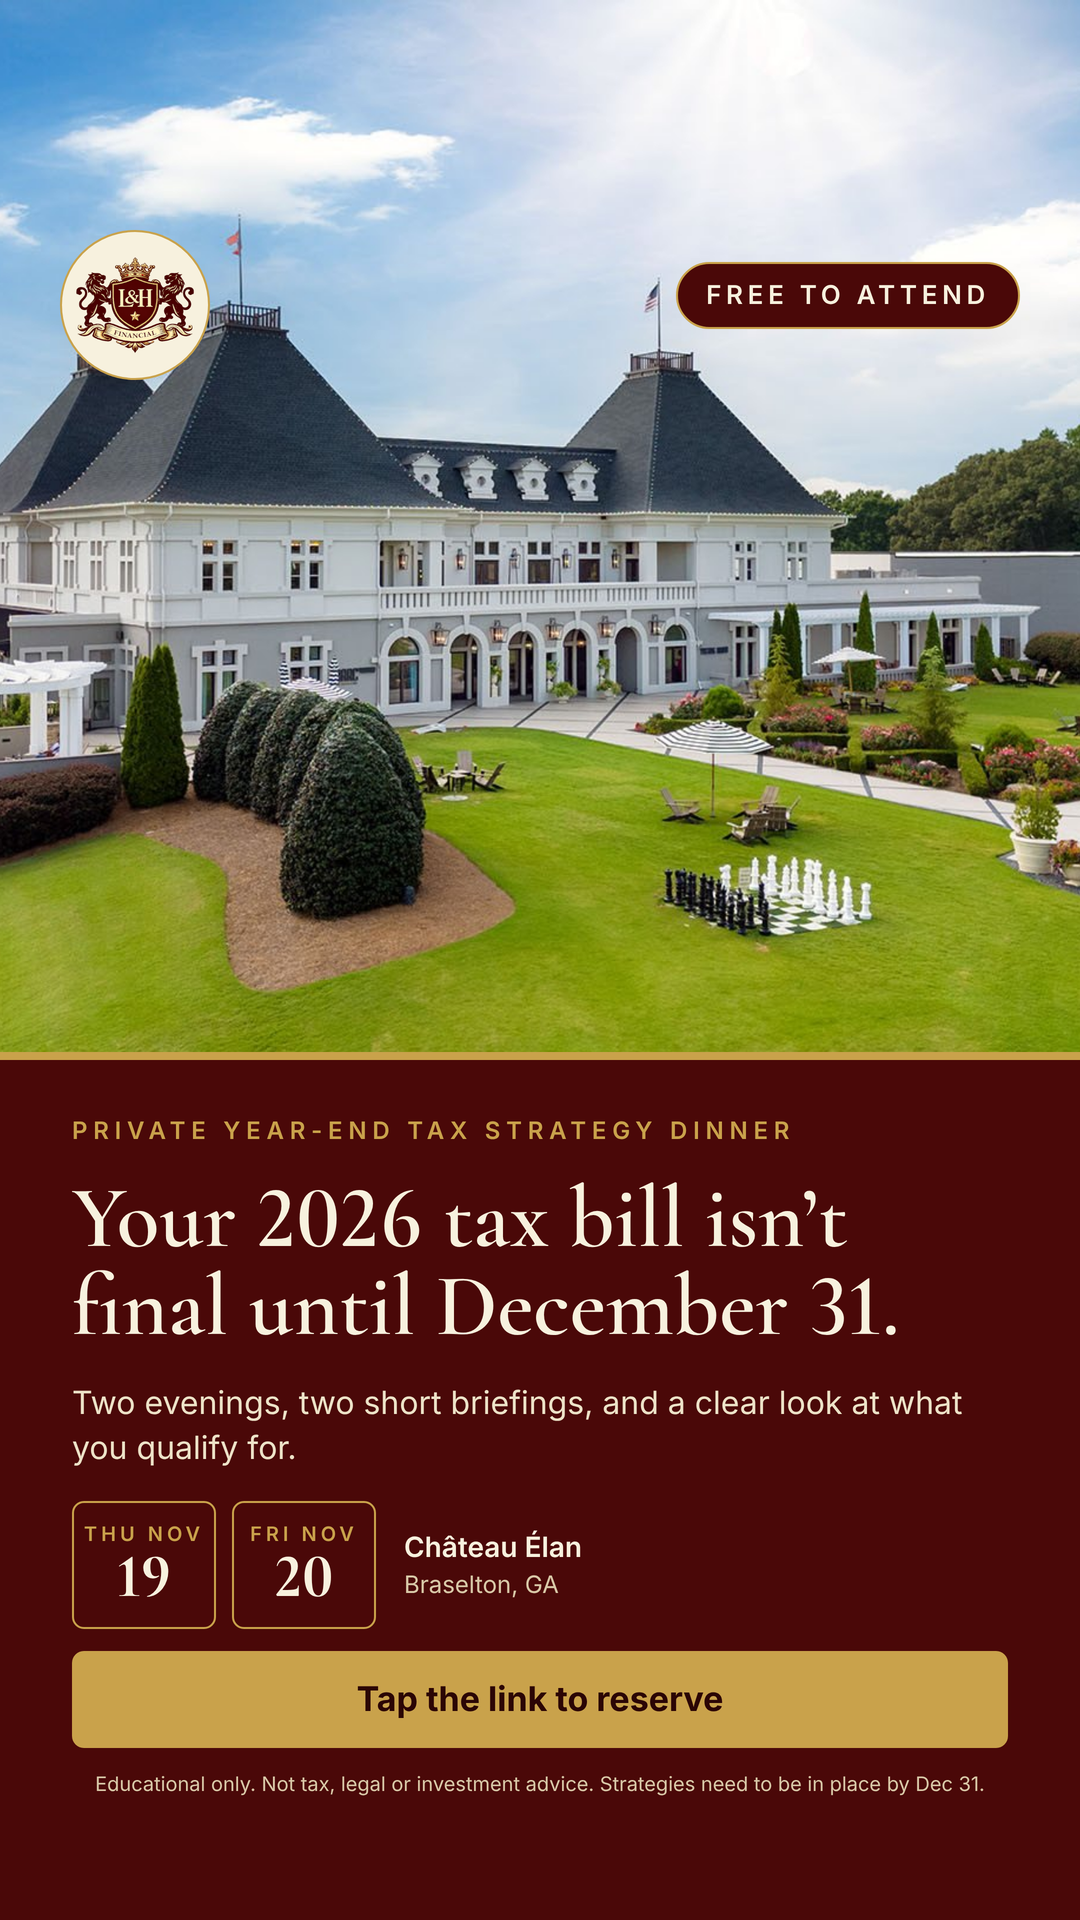 L&H
FINANCIAL
FREE TO ATTEND
PRIVATE YEAR-END TAX STRATEGY DINNER
Your 2026 tax bill isn’t
final until December 31.
Two evenings, two short briefings, and a clear look at what
you qualify for.
THU NOV
19
FRI NOV
20
Château Élan
Braselton, GA
Tap the link to reserve
Educational only. Not tax, legal or investment advice. Strategies need to be in place by Dec 31.